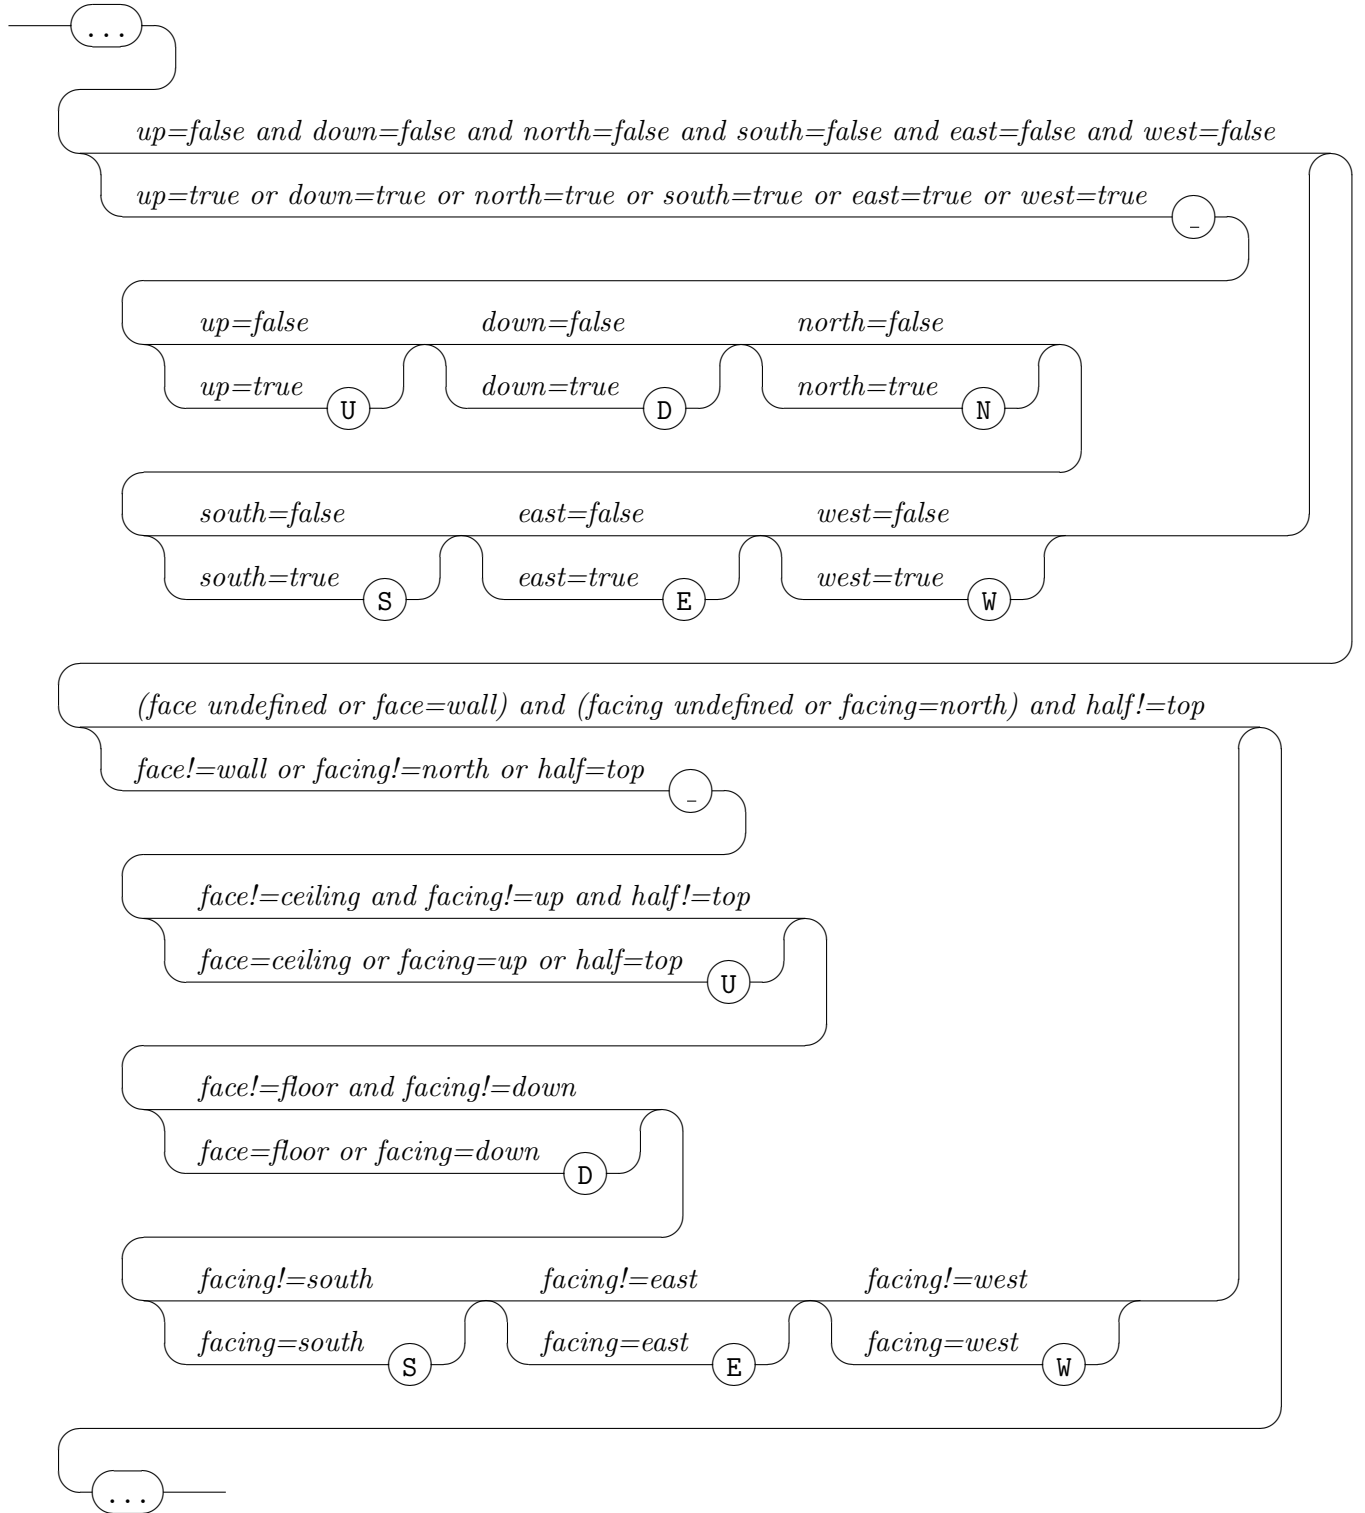 ...
up=false and down=false and north=false and south=false and east=false and west=false
up=true or down=true or north=true or south=true or east=true or west=true _
up=false down=false north=false
up=true U down=true D north=true N
south=false east=false west=false
south=true S east=true E west=true W
(face undefined or face=wall) and (facing undefined or facing=north) and half!=top
face!=wall or facing!=north or half=top _
face!=ceiling and facing!=up and half!=top
face=ceiling or facing=up or half=top U
face!=floor and facing!=down
face=floor or facing=down D
facing!=south facing!=east facing!=west
facing=south S facing=east E facing=west W
...